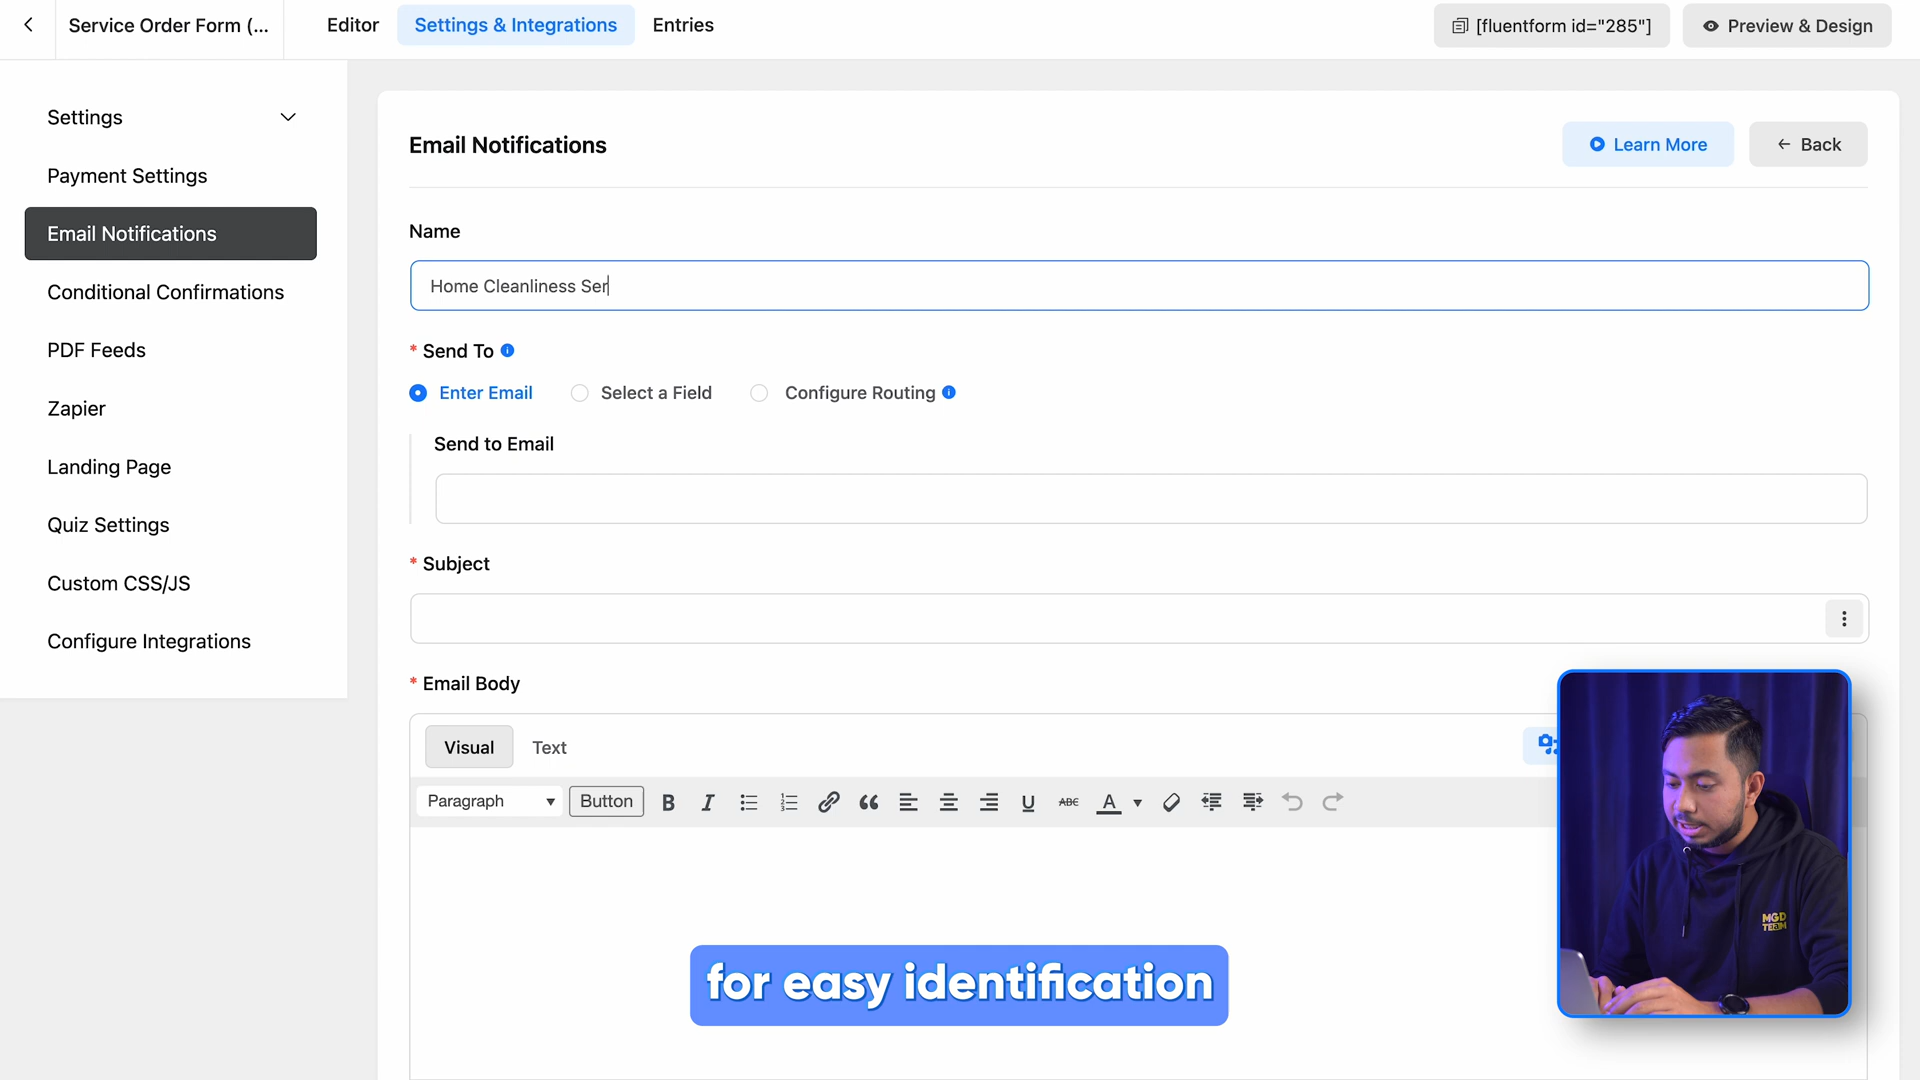 Service Order Form (...
Editor
Settings & Integrations
Entries
[fluentform id="285"]
Preview & Design
Settings
Payment Settings
Email Notifications
Conditional Confirmations
PDF Feeds
Zapier
Landing Page
Quiz Settings
Custom CSS/JS
Configure Integrations
Email Notifications
Learn More
Back
Name
Home Cleanliness Ser
* Send To
Enter Email
Select a Field
Configure Routing
Send to Email
* Subject
* Email Body
Visual
Text
Paragraph
Button
B
I
U
ABC
A
for easy identification
MGD
TEAM